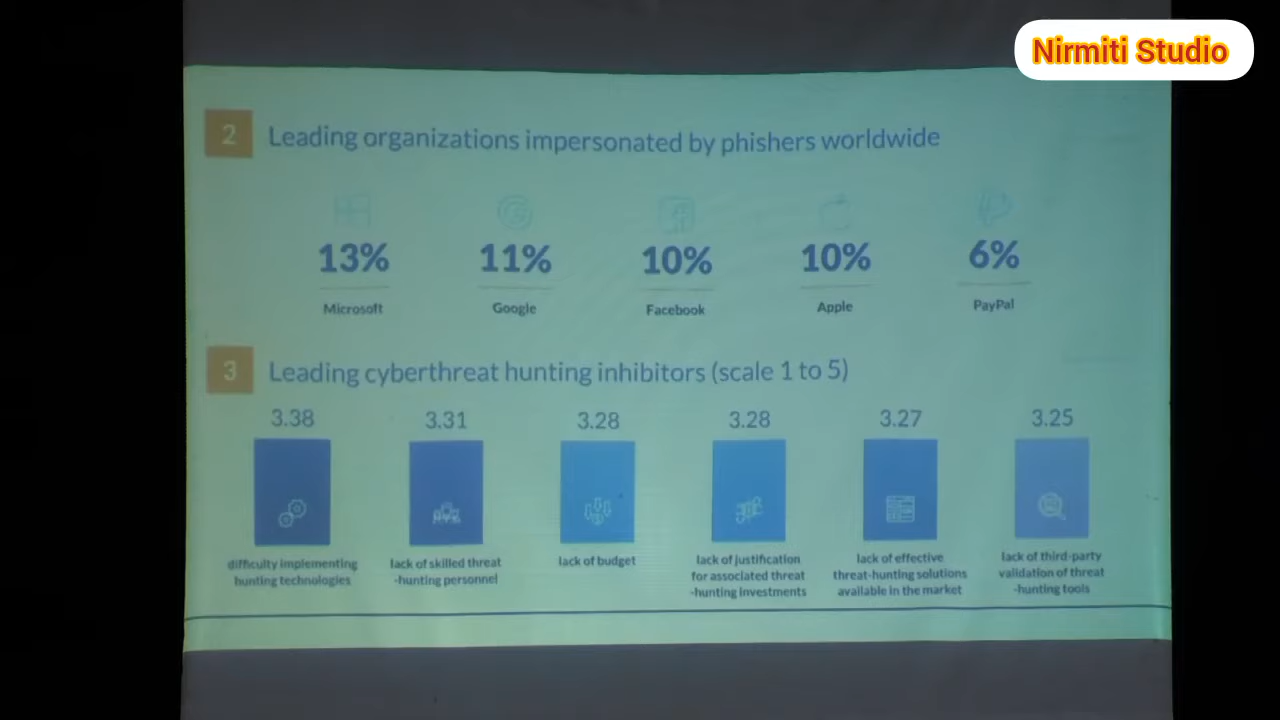 Nirmiti Studio
2 Leading organizations impersonated by phishers worldwide
13% 11% 10% 10% 6%
Microsoft Google Facebook Apple PayPal
3 Leading cyberthreat hunting inhibitors (scale 1 to 5)
3.38 3.31 3.28 3.28 3.27 3.25
difficulty implementing
hunting technologies
lack of skilled threat
-hunting personnel
lack of budget
lack of justification
for associated threat
-hunting investments
lack of effective
threat-hunting solutions
available in the market
lack of third-party
validation of threat
-hunting tools